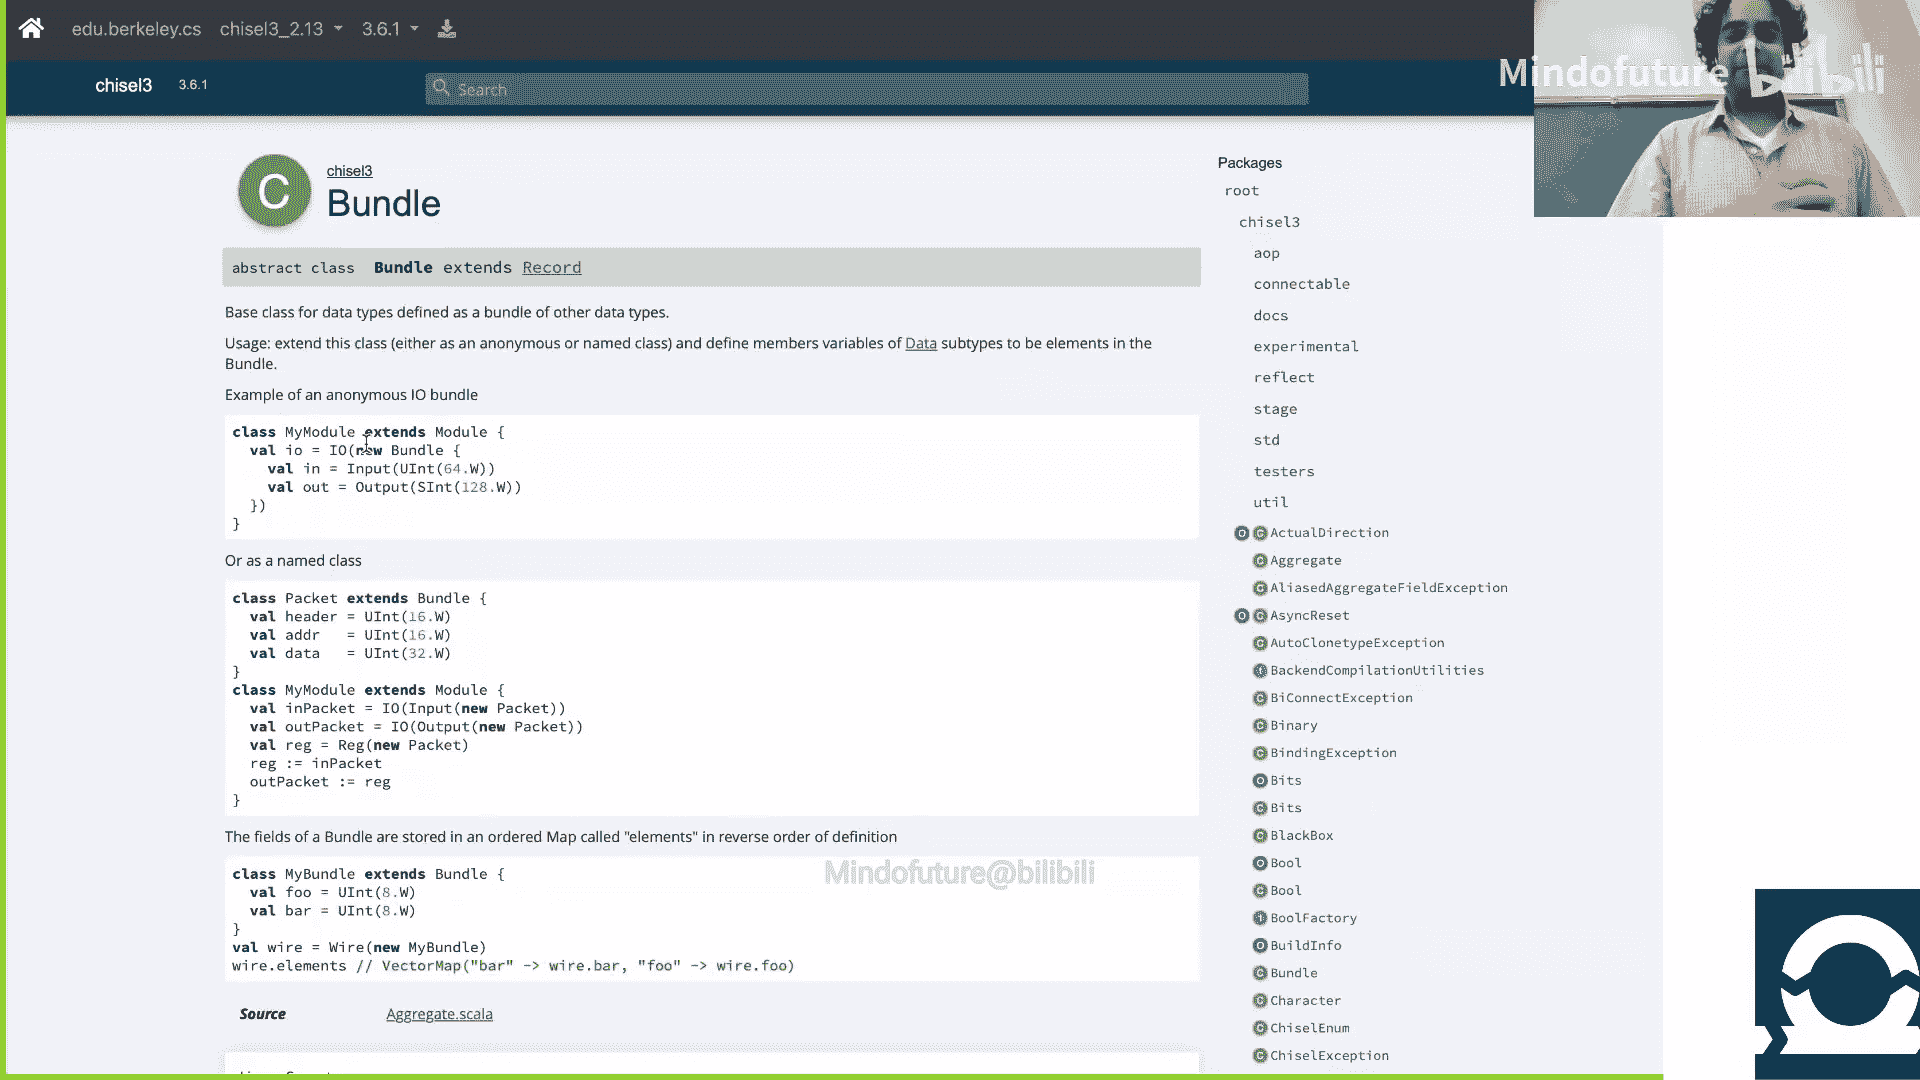 edu.berkeley.cs chisel3_2.13 3.6.1
chisel3 3.6.1
Search
Mindofuture bilibili
chisel3
Bundle
abstract class Bundle extends Record
Base class for data types defined as a bundle of other data types.
Usage: extend this class (either as an anonymous or named class) and define members variables of Data subtypes to be elements in the
Bundle.
Example of an anonymous IO bundle
class MyModule extends Module {
val io = IO(new Bundle {
val in = Input(UInt(64.W))
val out = Output(SInt(128.W))
})
}
Or as a named class
class Packet extends Bundle {
val header = UInt(16.W)
val addr = UInt(16.W)
val data = UInt(32.W)
}
class MyModule extends Module {
val inPacket = IO(Input(new Packet))
val outPacket = IO(Output(new Packet))
val reg = Reg(new Packet)
reg := inPacket
outPacket := reg
}
The fields of a Bundle are stored in an ordered Map called "elements" in reverse order of definition
Mindofuture@bilibili
class MyBundle extends Bundle {
val foo = UInt(8.W)
val bar = UInt(8.W)
}
val wire = Wire(new MyBundle)
wire.elements // VectorMap("bar" -> wire.bar, "foo" -> wire.foo)
Source Aggregate.scala
Packages
root
chisel3
aop
connectable
docs
experimental
reflect
stage
std
testers
util
O C ActualDirection
C Aggregate
C AliasedAggregateFieldException
O C AsyncReset
C AutoClonetypeException
t BackendCompilationUtilities
C BiConnectException
C Binary
C BindingException
O Bits
C Bits
C BlackBox
O Bool
C Bool
t BoolFactory
O BuildInfo
C Bundle
C Character
C ChiselEnum
C ChiselException